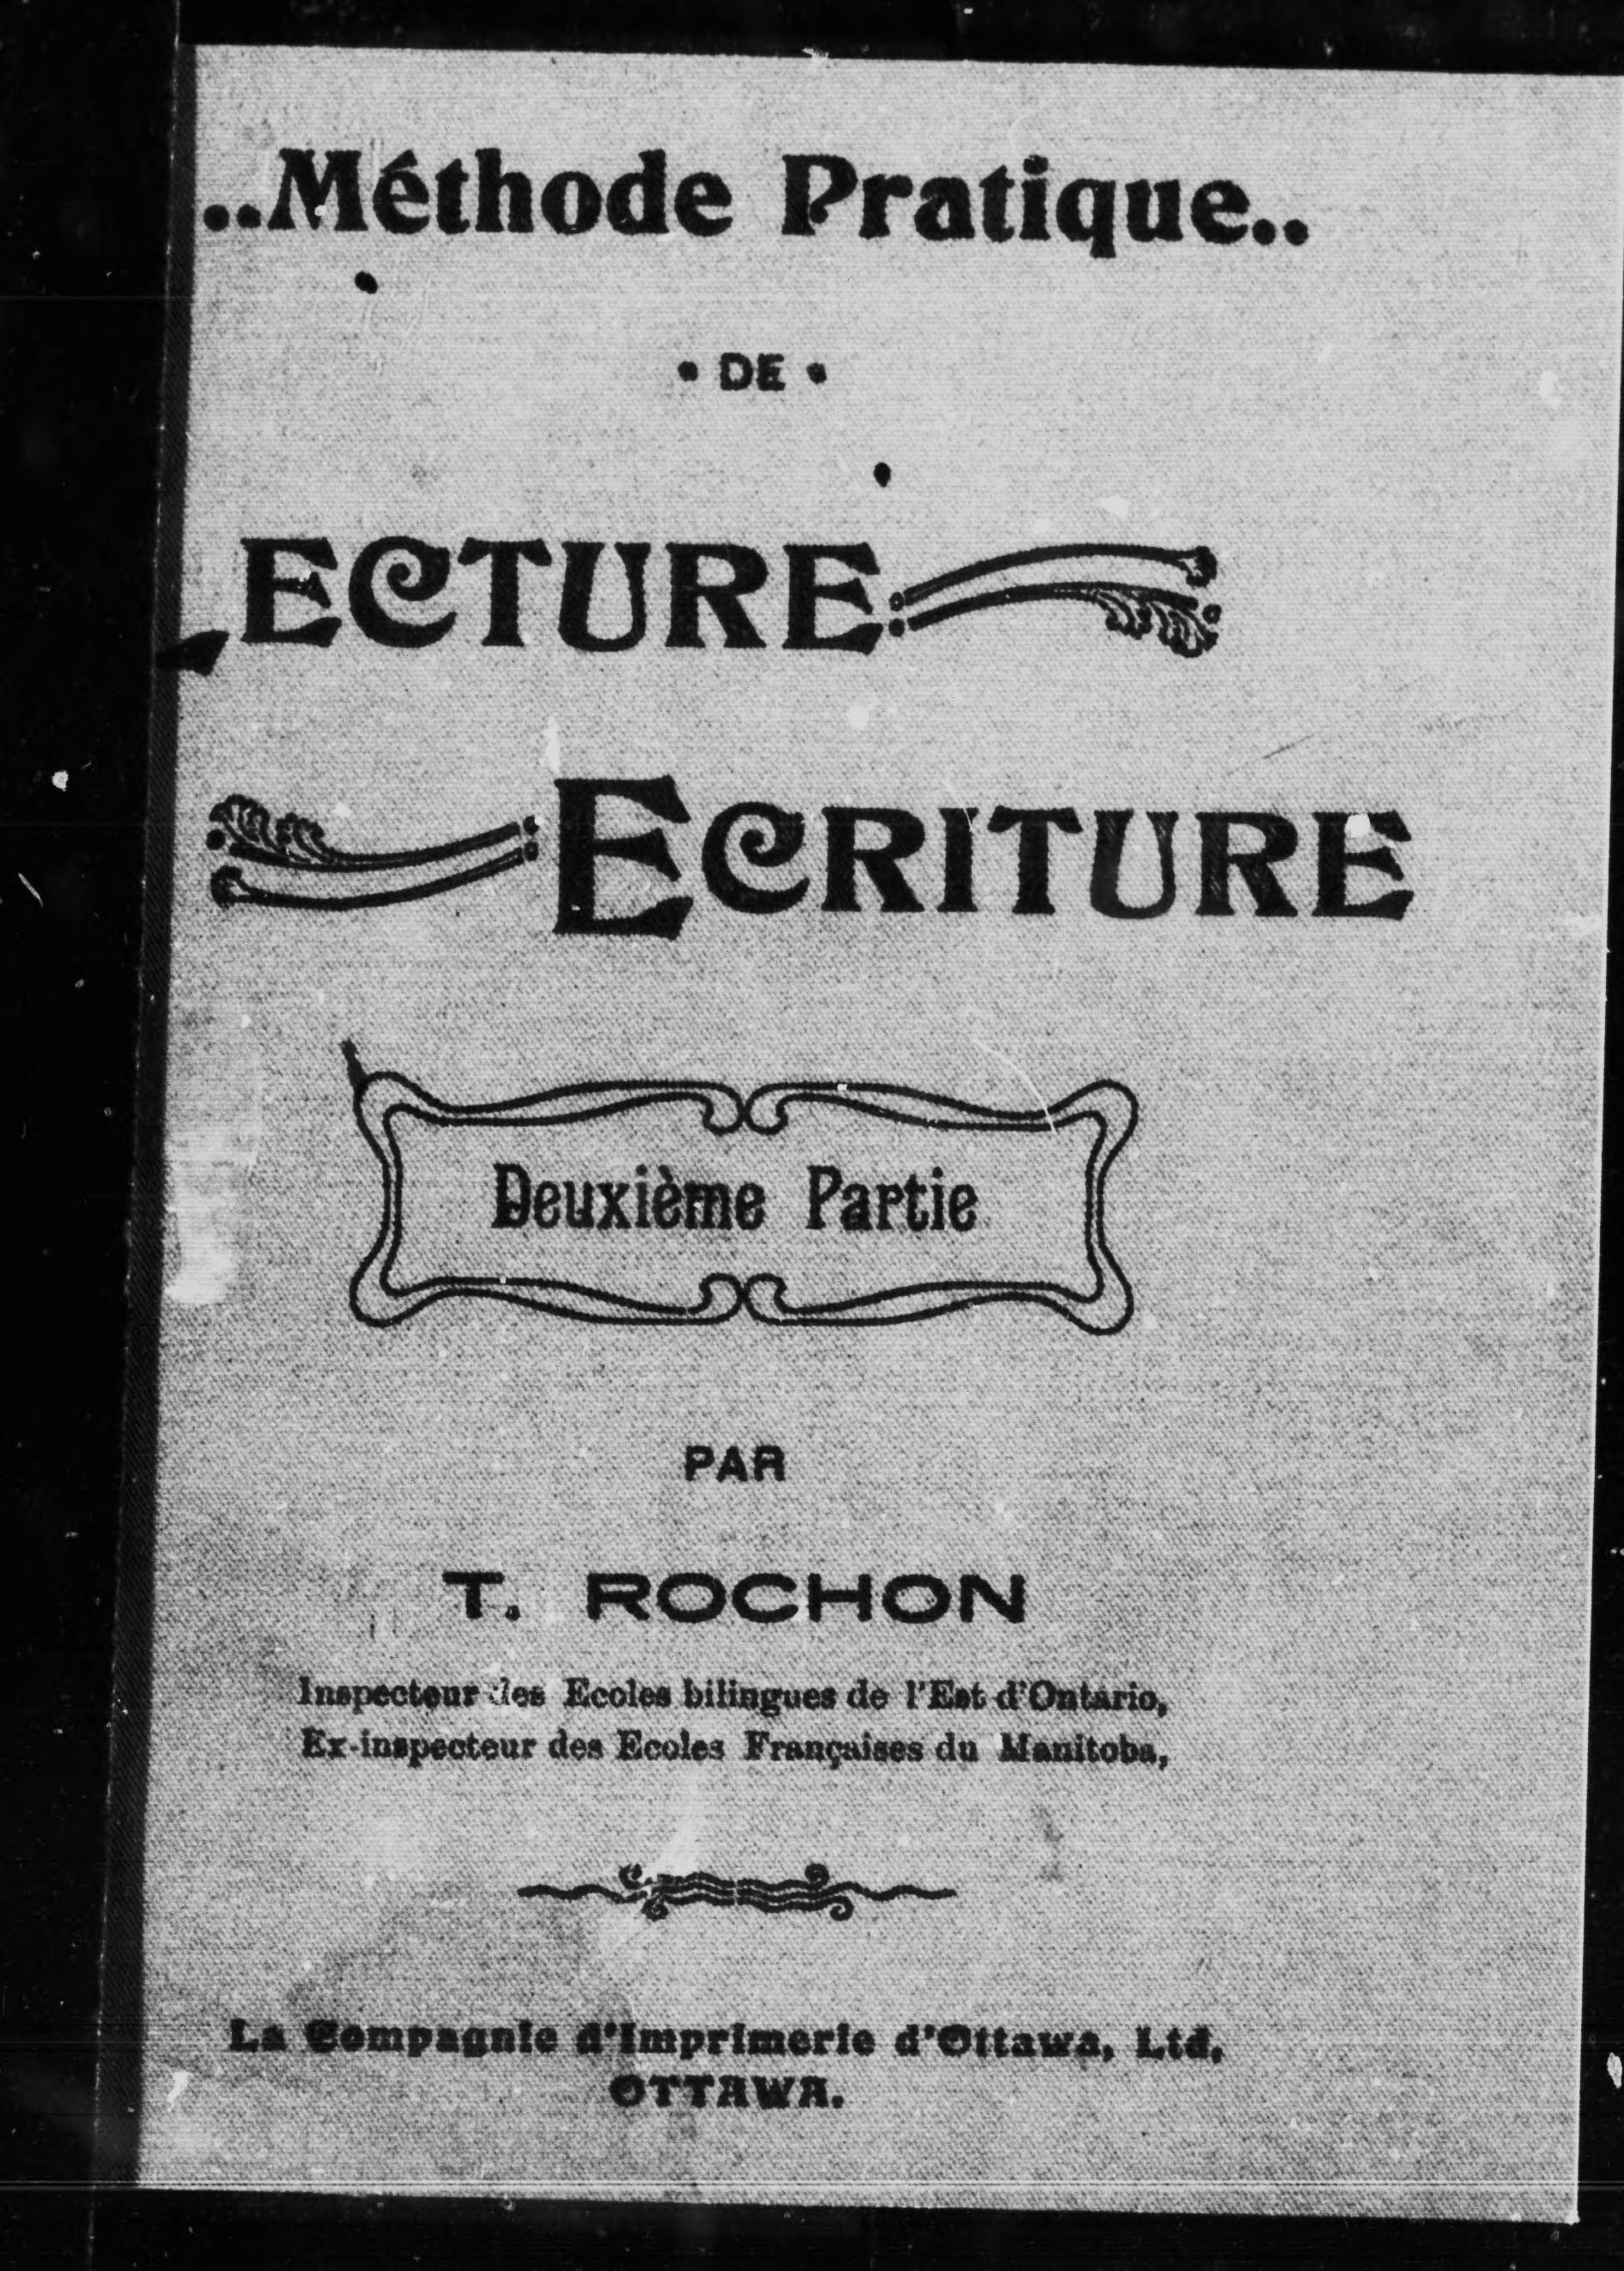 ..Méthode Pratique..
• DE •
LECTURE
ECRITURE
Deuxième Partie
PAR
T. ROCHON
Inspecteur des Ecoles bilingues de l'Est d'Ontario,
Ex-inspecteur des Ecoles Françaises du Manitoba,
La Compagnie d'Imprimerie d'Ottawa, Ltd,
OTTAWA.